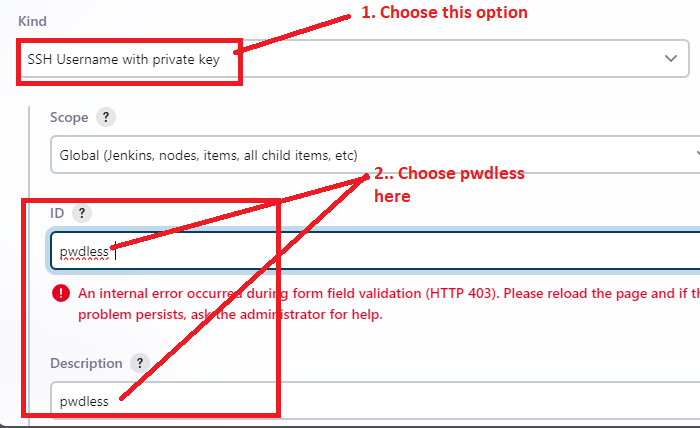 Kind
1. Choose this option
SSH Username with private key
Scope ?
Global (Jenkins, nodes, items, all child items, etc)
2.. Choose pwdless
here
ID ?
pwdless
! An internal error occurred during form field validation (HTTP 403). Please reload the page and if th
problem persists, ask the administrator for help.
Description ?
pwdless